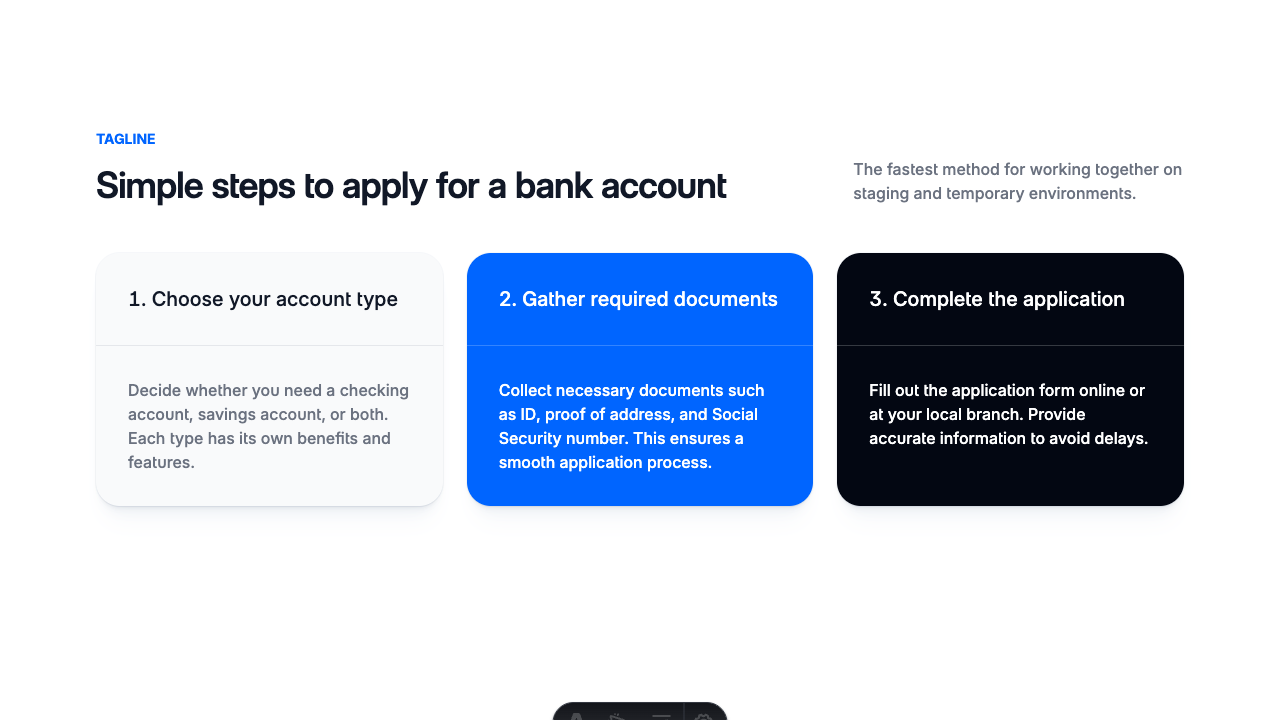 TAGLINE
Simple steps to apply for a bank account
The fastest method for working together on
staging and temporary environments.
1. Choose your account type
Decide whether you need a checking
account, savings account, or both.
Each type has its own benefits and
features.
2. Gather required documents
Collect necessary documents such
as ID, proof of address, and Social
Security number. This ensures a
smooth application process.
3. Complete the application
Fill out the application form online or
at your local branch. Provide
accurate information to avoid delays.